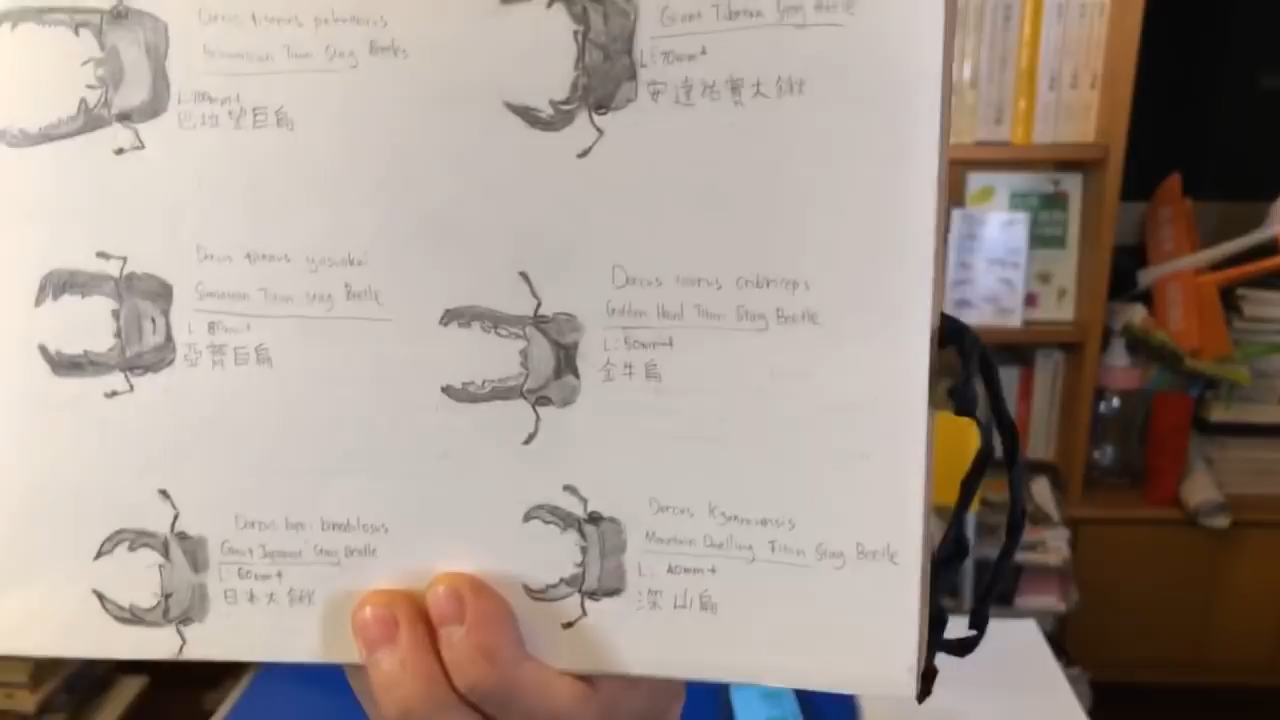 Dorcus titanus palawanicus
Palawan Titan Stag Beetle
L: 100mm+
巴拉望巨扁
Giant Tibetan Stag Beetle
L: 70mm+
安達祐實大鍬
Dorcus titanus yasuokai
Sumatran Titan Stag Beetle
L: 80mm+
亞齊巨扁
Dorcus taurus cribriceps
Golden Head Titan Stag Beetle
L: 50mm+
金牛扁
Dorcus hopei binodulosus
Giant Japanese Stag Beetle
L: 60mm+
日本大鍬
Dorcus
Mountain Dwelling Titan Stag Beetle
L: 40mm+
深山扁